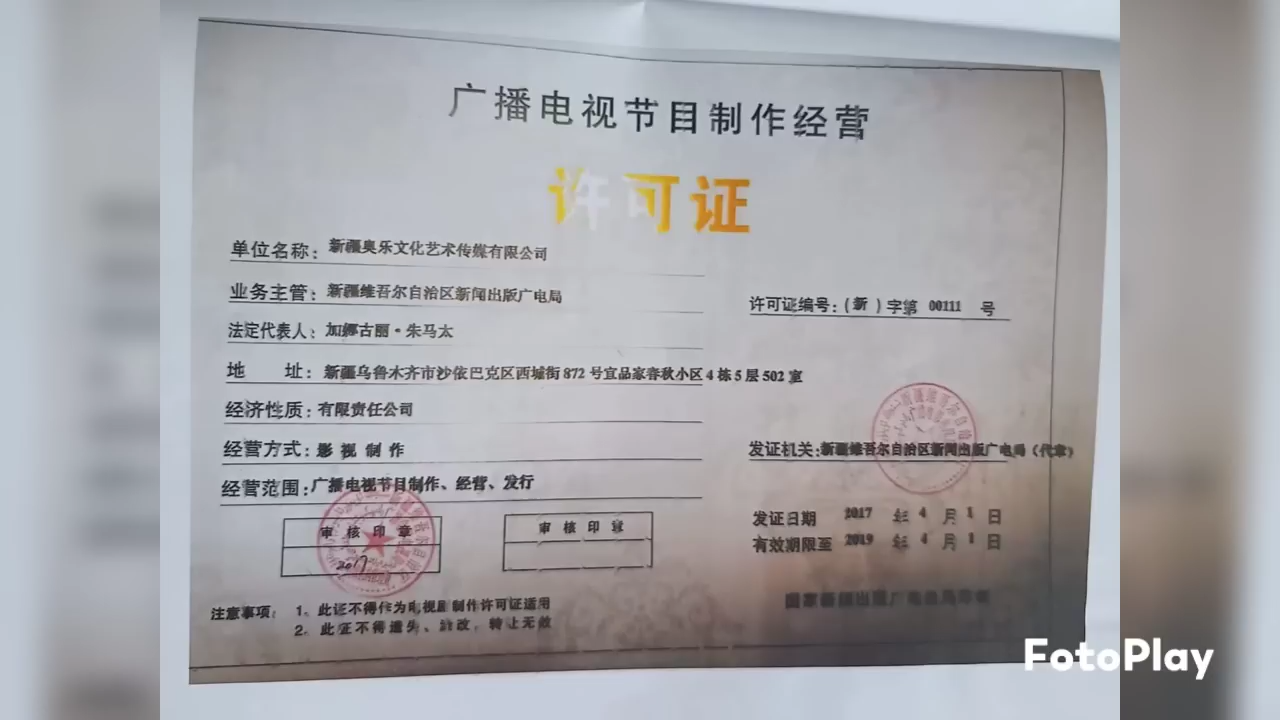 广播电视节目制作经营
许可证
单位名称：新疆奥乐文化艺术传媒有限公司
业务主管：新疆维吾尔自治区新闻出版广电局
许可证编号：（新）字第 00111 号
法定代表人：加娜古丽·朱马太
地 址：新疆乌鲁木齐市沙依巴克区西城街872号宜品家春秋小区4栋5层502室
经济性质：有限责任公司
经营方式：影视制作
发证机关：新疆维吾尔自治区新闻出版广电局（代章）
经营范围：广播电视节目制作、经营、发行
审核印章
2017
审核印章
发证日期 2017 年 4 月 1 日
有效期限至 2019 年 4 月 1 日
注意事项：1、此证不得作为电视剧制作许可证适用
2、此证不得遗失、涂改，转让无效
FotoPlay